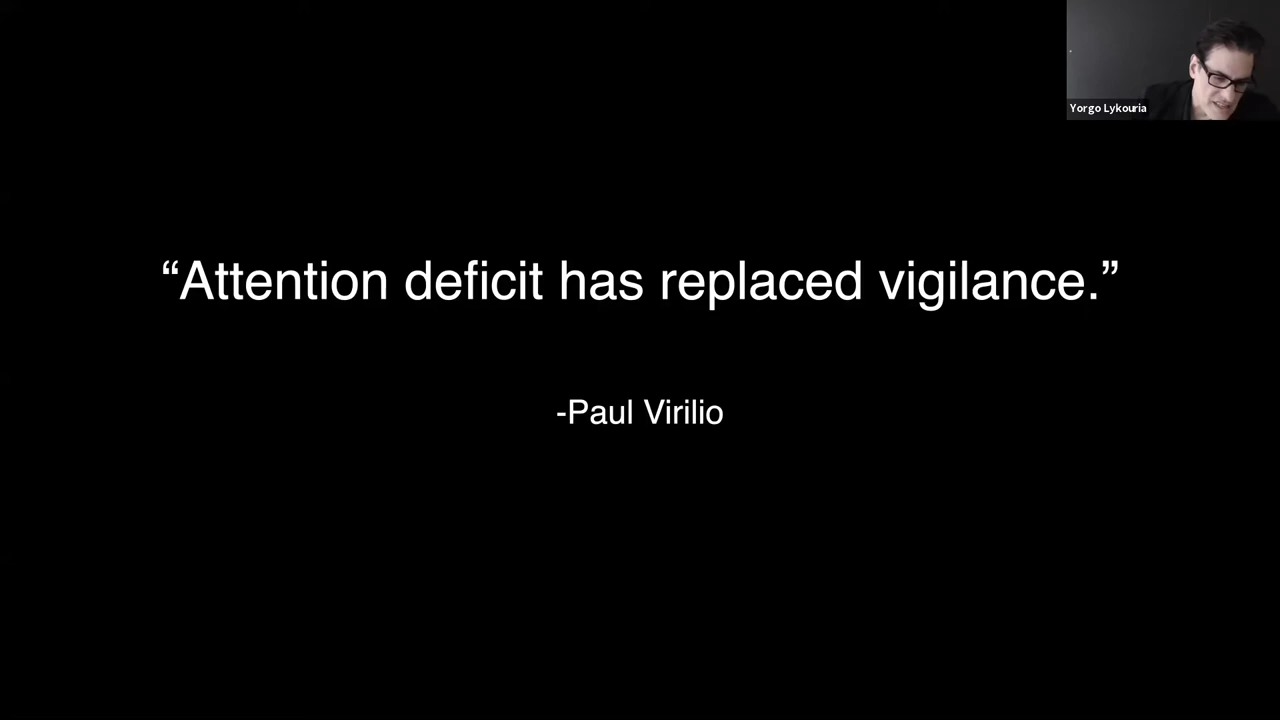 Yorgo Lykouria
“Attention deficit has replaced vigilance.”
-Paul Virilio